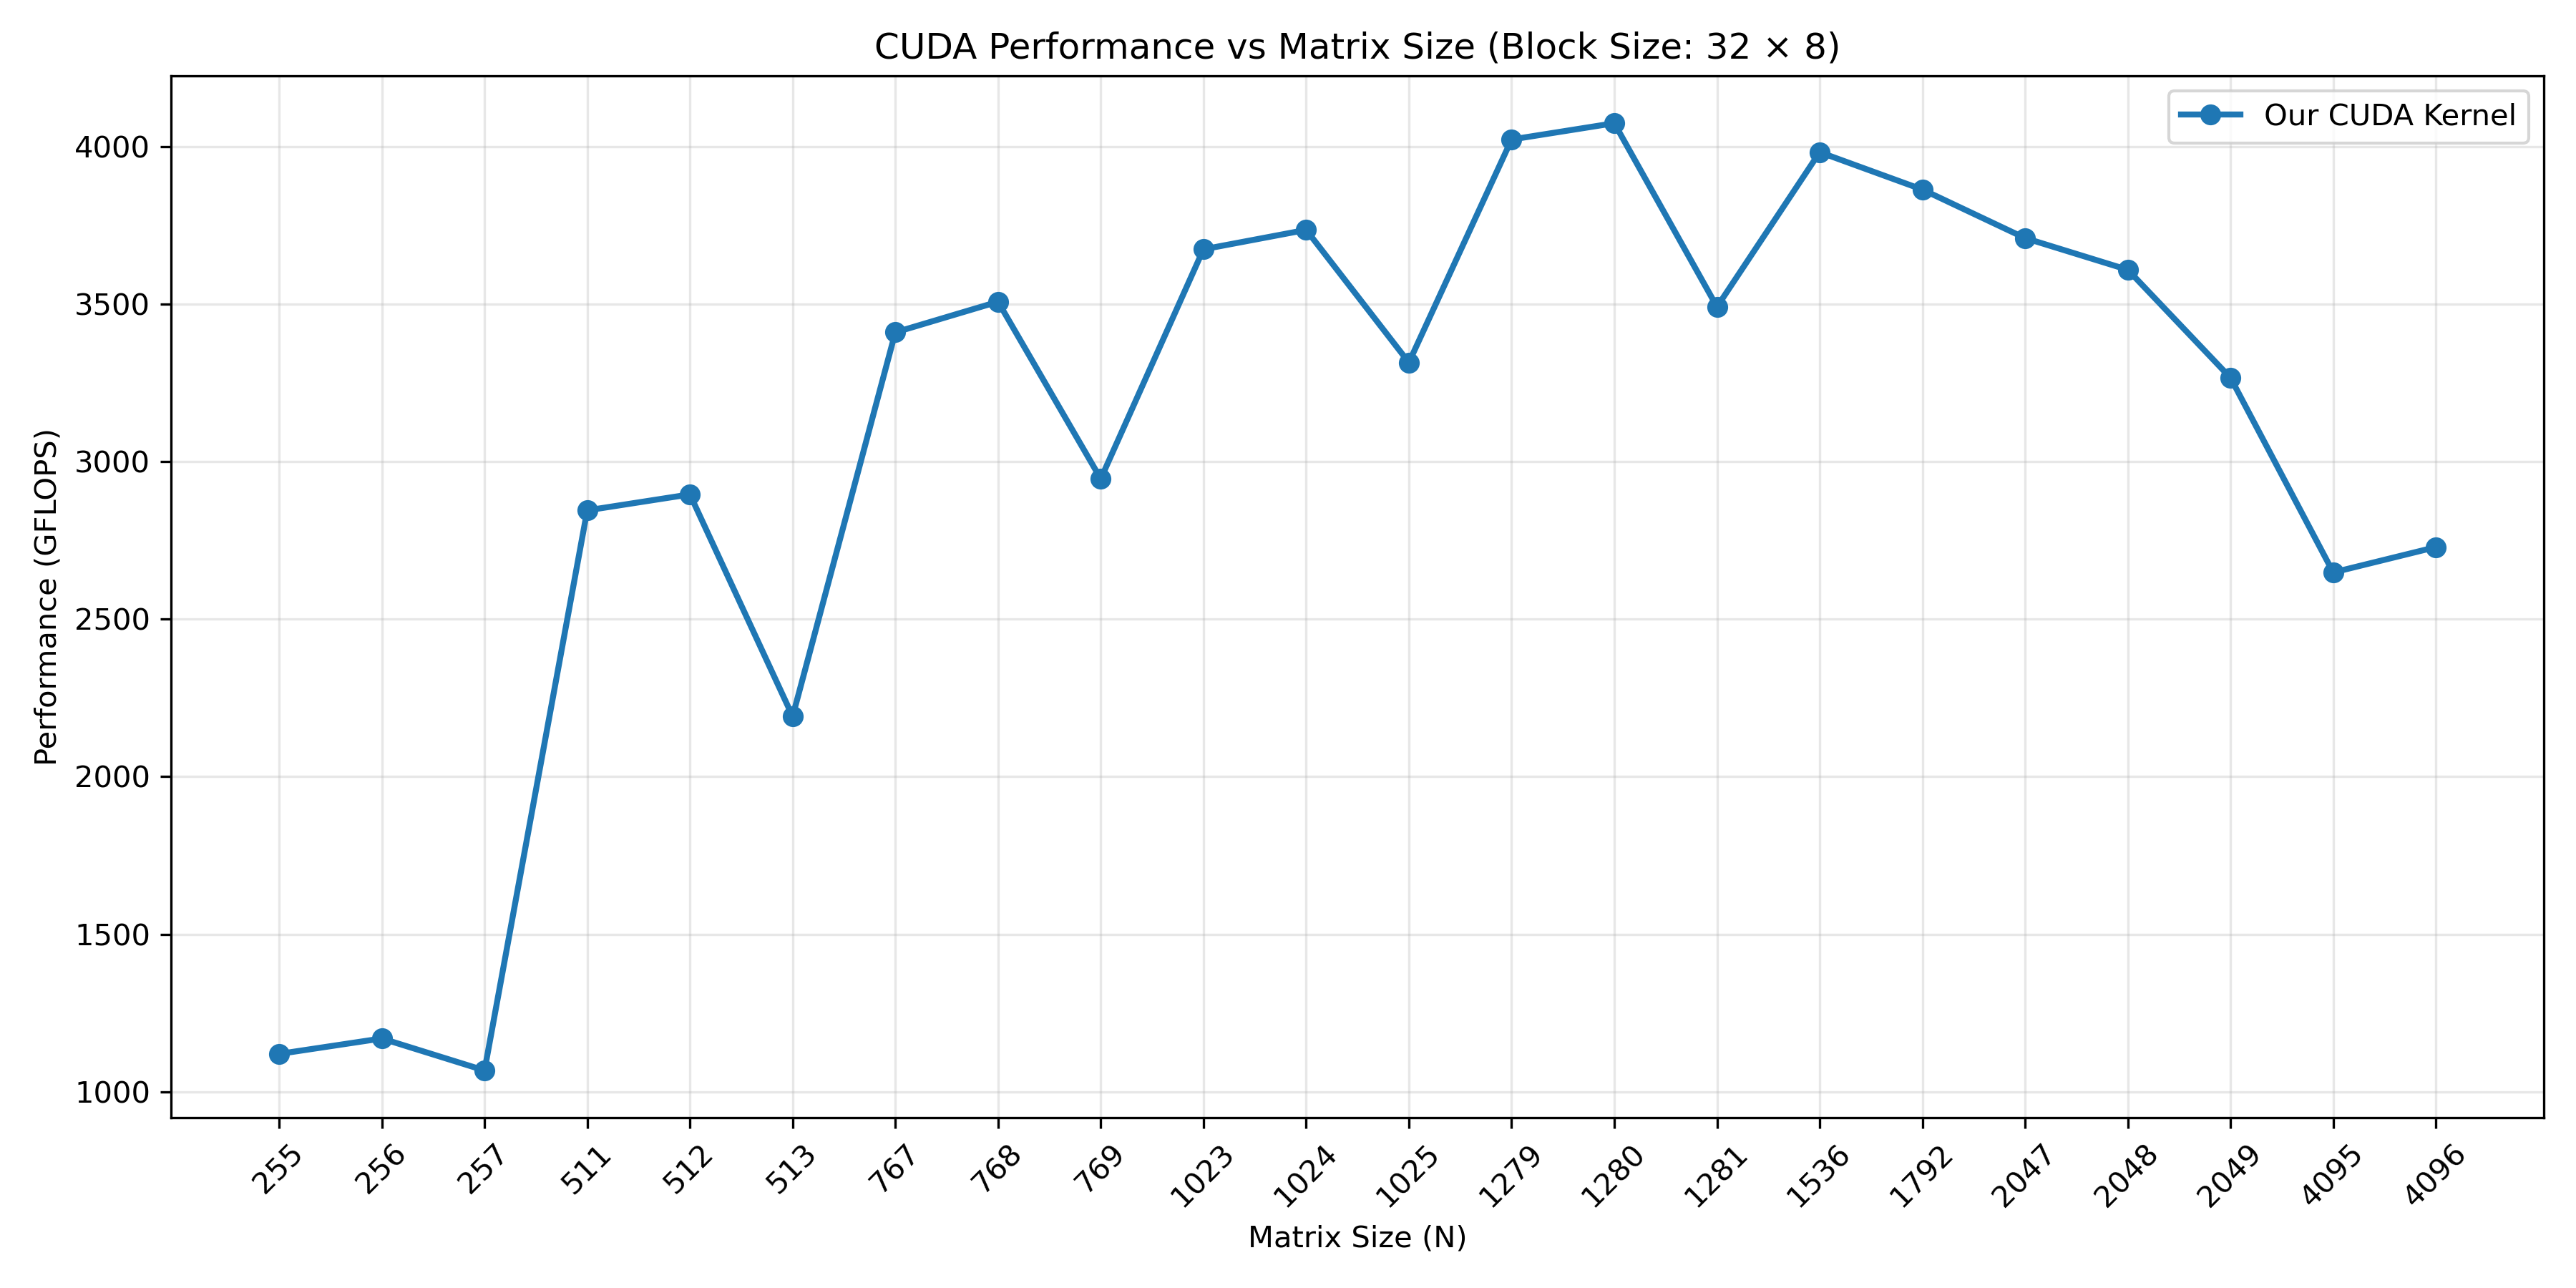 CUDA Performance vs Matrix Size (Block Size: 32 × 8)
Our CUDA Kernel
Performance (GFLOPS)
4000
3500
3000
2500
2000
1500
1000
255 256 257 511 512 513 767 768 769 1023 1024 1025 1279 1280 1281 1536 1792 2047 2048 2049 4095 4096
Matrix Size (N)